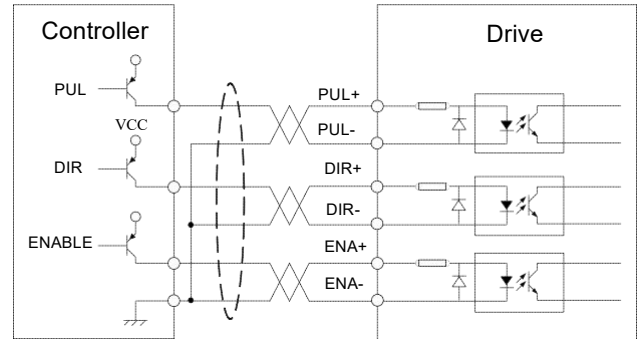 Controller
Drive
PUL
PUL+
VCC
PUL-
DIR
DIR+
DIR-
ENABLE
ENA+
ENA-